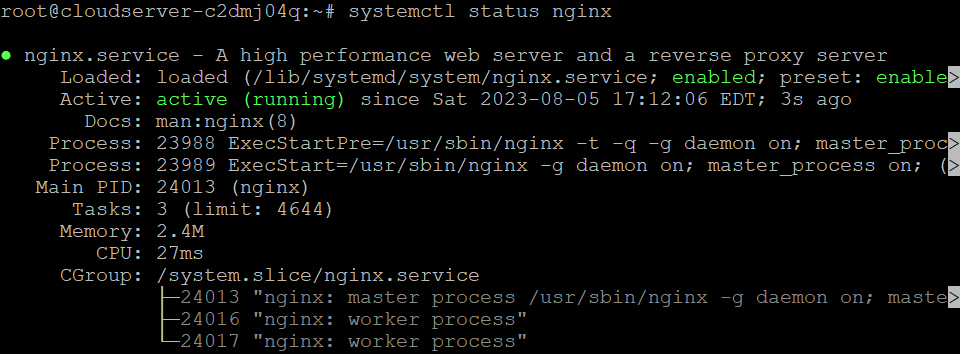 root@cloudserver-c2dmj04q:~# systemctl status nginx
● nginx.service - A high performance web server and a reverse proxy server
     Loaded: loaded (/lib/systemd/system/nginx.service; enabled; preset: enable>
     Active: active (running) since Sat 2023-08-05 17:12:06 EDT; 3s ago
       Docs: man:nginx(8)
    Process: 23988 ExecStartPre=/usr/sbin/nginx -t -q -g daemon on; master_proc>
    Process: 23989 ExecStart=/usr/sbin/nginx -g daemon on; master_process on; (>
   Main PID: 24013 (nginx)
      Tasks: 3 (limit: 4644)
     Memory: 2.4M
        CPU: 27ms
     CGroup: /system.slice/nginx.service
             ├─24013 "nginx: master process /usr/sbin/nginx -g daemon on; maste>
             ├─24016 "nginx: worker process"
             └─24017 "nginx: worker process"